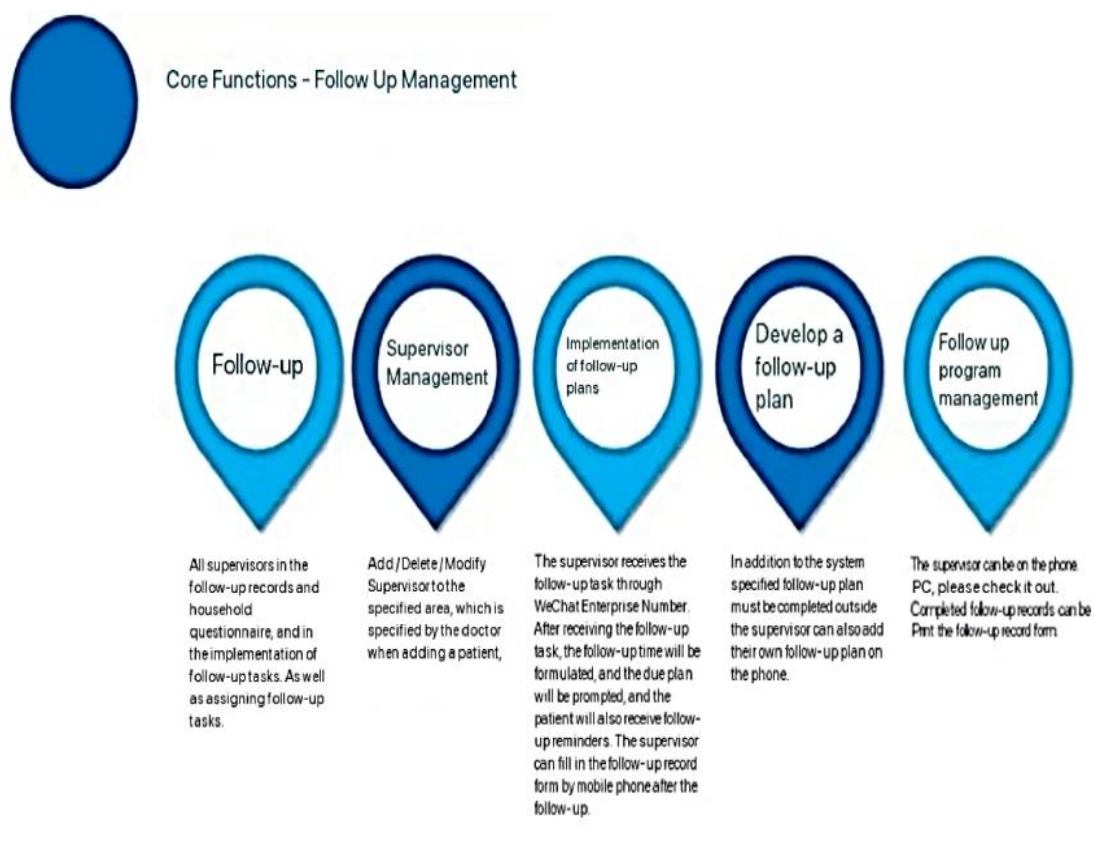 Core Functions - Follow Up Management
Follow-up
Supervisor
Management
Implementation
of follow-up
plans
Develop a
follow-up
plan
Follow up
program
management
All supervisors in the
follow-up records and
household
questionnaire, and in
the implementation of
follow-up tasks. As well
as assigning follow-up
tasks.
Add/Delete/Modify
Supervisor to the
specified area, which is
specified by the doctor
when adding a patient,
The supervisor receives the
follow-up task through
WeChat Enterprise Number.
After receiving the follow-up
task, the follow-up time will be
formulated, and the due plan
will be prompted, and the
patient will also receive follow-
up reminders. The supervisor
can fill in the follow-up record
form by mobile phone after the
follow-up.
In addition to the system
specified follow-up plan
must be completed outside
the supervisor can also add
their own follow-up plan on
the phone.
The supervisor can be on the phone.
PC, please check it out.
Completed follow-up records can be
Print the follow-up record form.